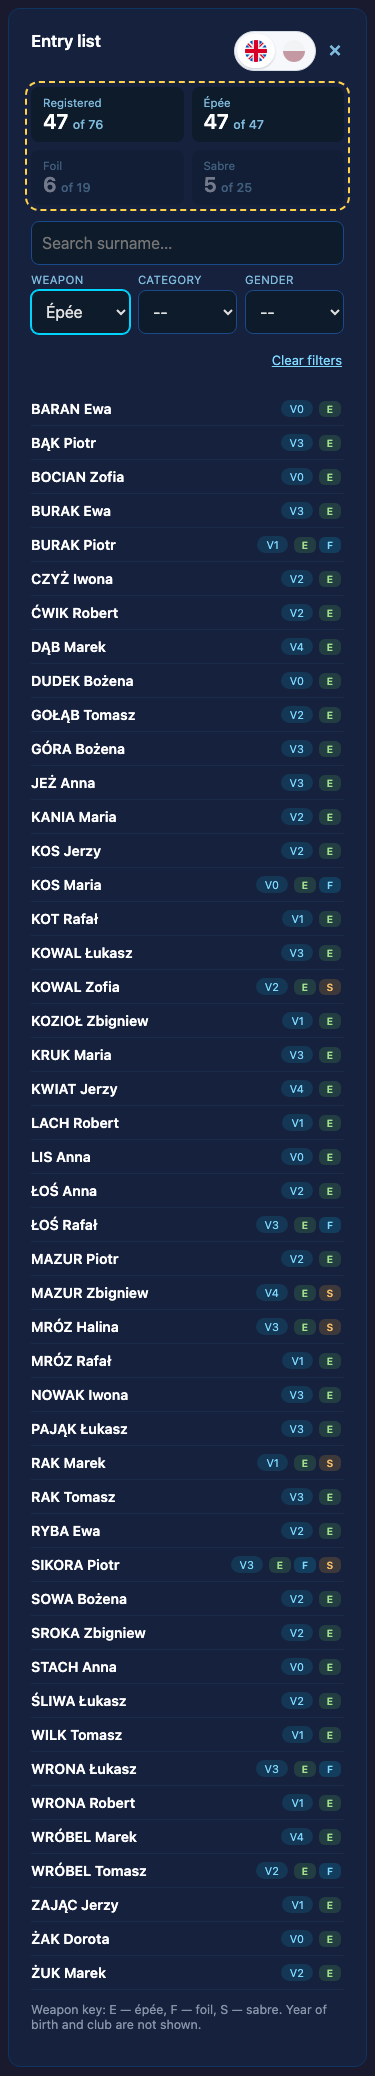 Entry list
×
Registered
47 of 76
Épée
47 of 47
Foil
6 of 19
Sabre
5 of 25
Search surname...
WEAPON CATEGORY GENDER
Épée -- --
Clear filters
BARAN Ewa V0 E
BĄK Piotr V3 E
BOCIAN Zofia V0 E
BURAK Ewa V3 E
BURAK Piotr V1 E F
CZYŻ Iwona V2 E
ĆWIK Robert V2 E
DĄB Marek V4 E
DUDEK Bożena V0 E
GOŁĄB Tomasz V2 E
GÓRA Bożena V3 E
JEŻ Anna V3 E
KANIA Maria V2 E
KOS Jerzy V2 E
KOS Maria V0 E F
KOT Rafał V1 E
KOWAL Łukasz V3 E
KOWAL Zofia V2 E S
KOZIOŁ Zbigniew V1 E
KRUK Maria V3 E
KWIAT Jerzy V4 E
LACH Robert V1 E
LIS Anna V0 E
ŁOŚ Anna V2 E
ŁOŚ Rafał V3 E F
MAZUR Piotr V2 E
MAZUR Zbigniew V4 E S
MRÓZ Halina V3 E S
MRÓZ Rafał V1 E
NOWAK Iwona V3 E
PAJĄK Łukasz V3 E
RAK Marek V1 E S
RAK Tomasz V3 E
RYBA Ewa V2 E
SIKORA Piotr V3 E F S
SOWA Bożena V2 E
SROKA Zbigniew V2 E
STACH Anna V0 E
ŚLIWA Łukasz V2 E
WILK Tomasz V1 E
WRONA Łukasz V3 E F
WRONA Robert V1 E
WRÓBEL Marek V4 E
WRÓBEL Tomasz V2 E F
ZAJĄC Jerzy V1 E
ŻAK Dorota V0 E
ŻUK Marek V2 E
Weapon key: E — épée, F — foil, S — sabre. Year of
birth and club are not shown.